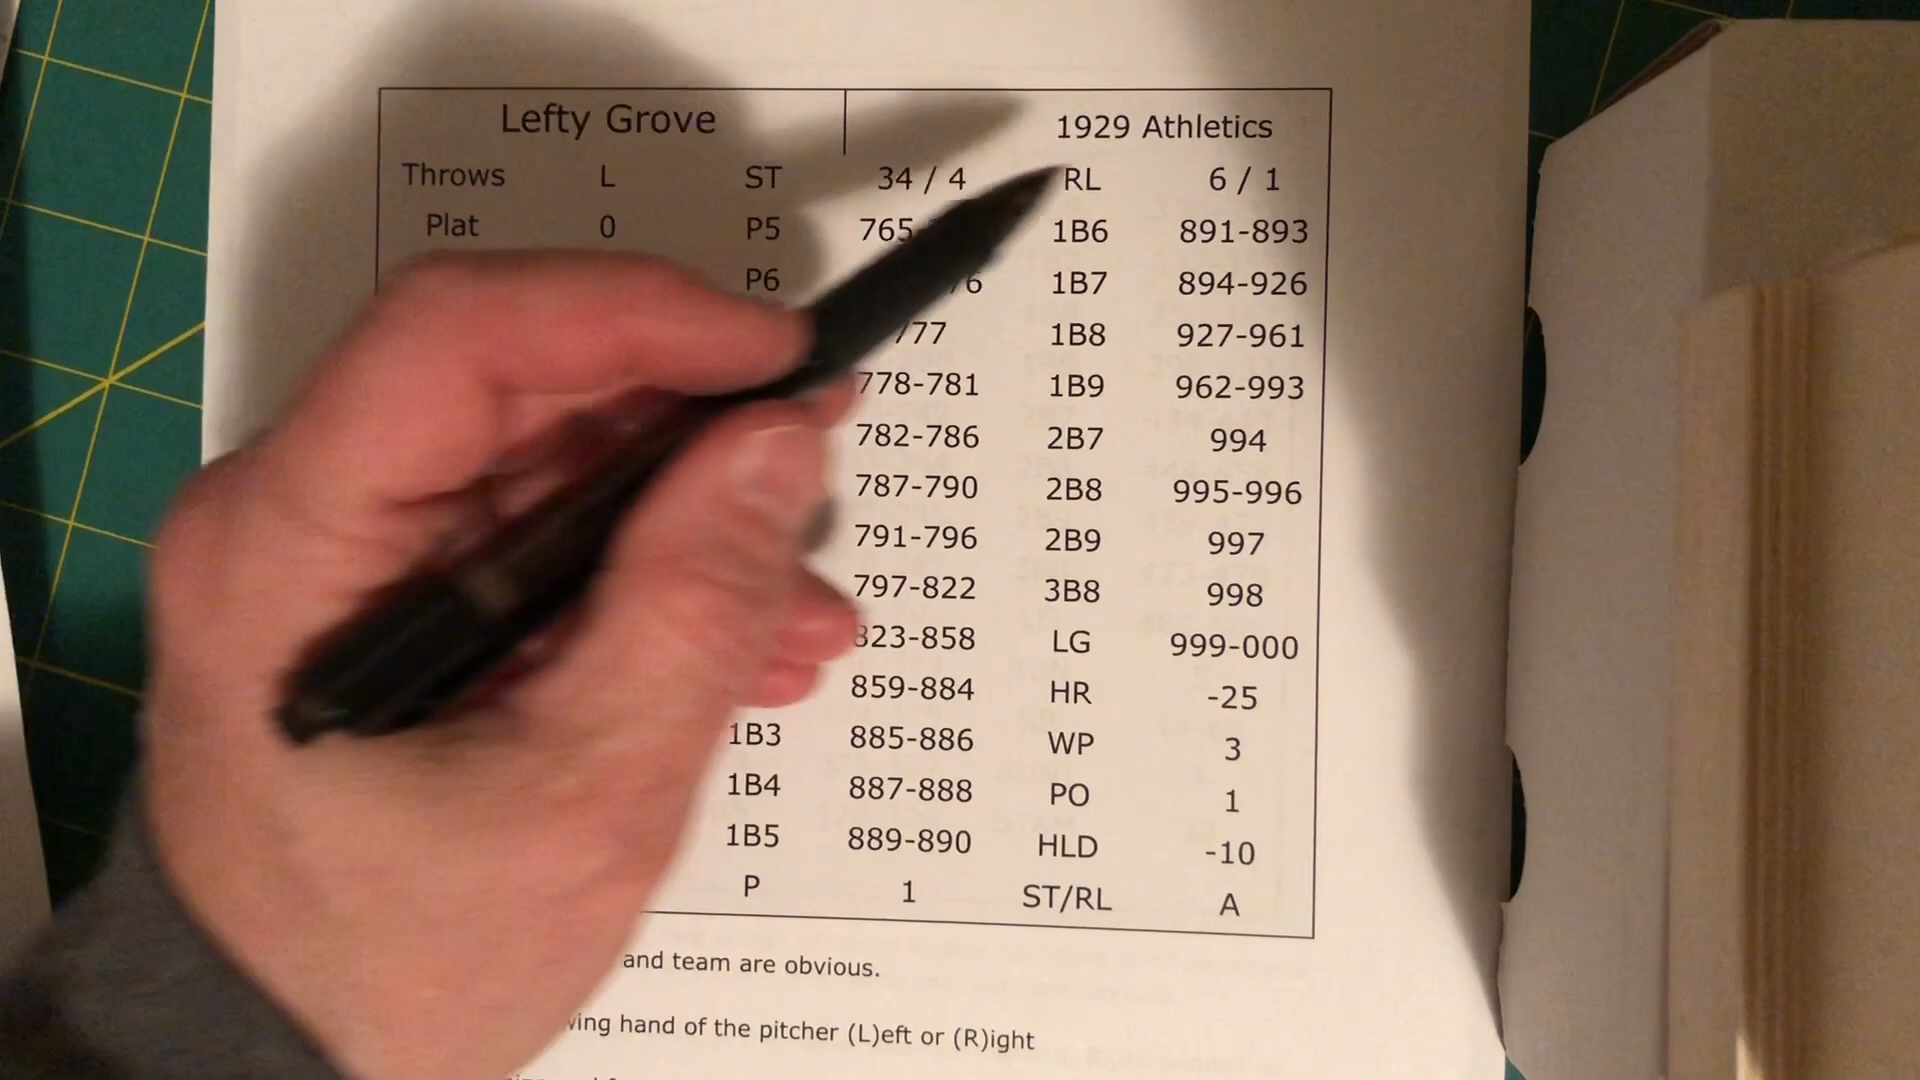 Lefty Grove 1929 Athletics
Throws L ST 34 / 4 RL 6 / 1
Plat 0 P5 1B6 891-893
P6 1B7 894-926
1B8 927-961
778-781 1B9 962-993
782-786 2B7 994
787-790 2B8 995-996
791-796 2B9 997
797-822 3B8 998
823-858 LG 999-000
859-884 HR -25
1B3 885-886 WP 3
1B4 887-888 PO 1
1B5 889-890 HLD -10
P 1 ST/RL A
and team are obvious.
hand of the pitcher (L)eft or (R)ight